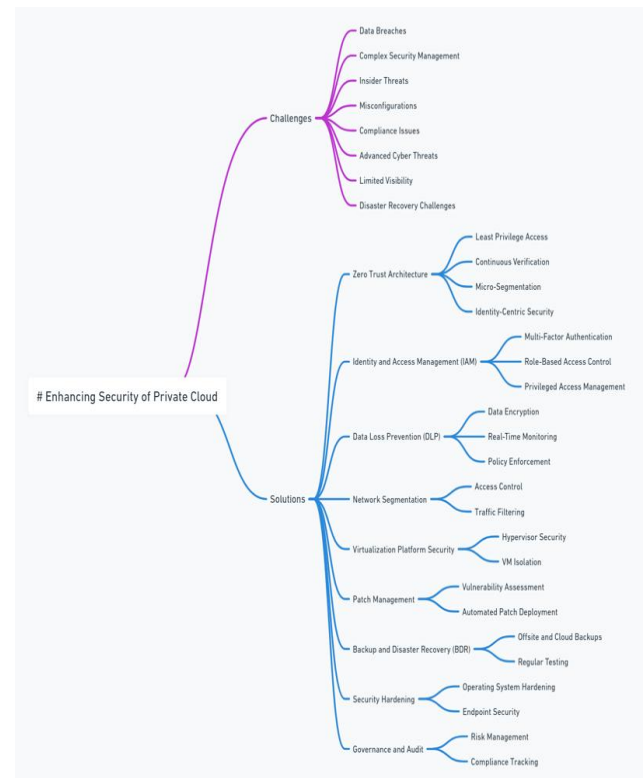 # Enhancing Security of Private Cloud
Challenges
Data Breaches
Complex Security Management
Insider Threats
Misconfigurations
Compliance Issues
Advanced Cyber Threats
Limited Visibility
Disaster Recovery Challenges
Solutions
Zero Trust Architecture
Least Privilege Access
Continuous Verification
Micro-Segmentation
Identity-Centric Security
Identity and Access Management (IAM)
Multi-Factor Authentication
Role-Based Access Control
Privileged Access Management
Data Loss Prevention (DLP)
Data Encryption
Real-Time Monitoring
Policy Enforcement
Network Segmentation
Access Control
Traffic Filtering
Virtualization Platform Security
Hypervisor Security
VM Isolation
Patch Management
Vulnerability Assessment
Automated Patch Deployment
Backup and Disaster Recovery (BDR)
Offsite and Cloud Backups
Regular Testing
Security Hardening
Operating System Hardening
Endpoint Security
Governance and Audit
Risk Management
Compliance Tracking